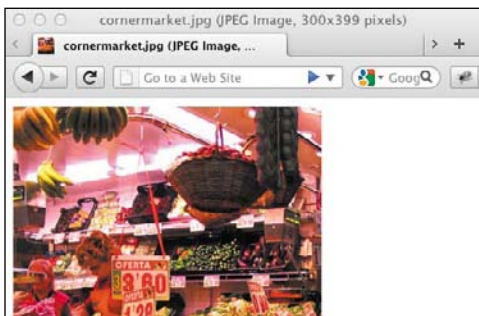 cornermarket.jpg (JPEG Image, 300x399 pixels)
cornermarket.jpg (JPEG Image, ...
Go to a Web Site
Goog
OFERTA
3'60